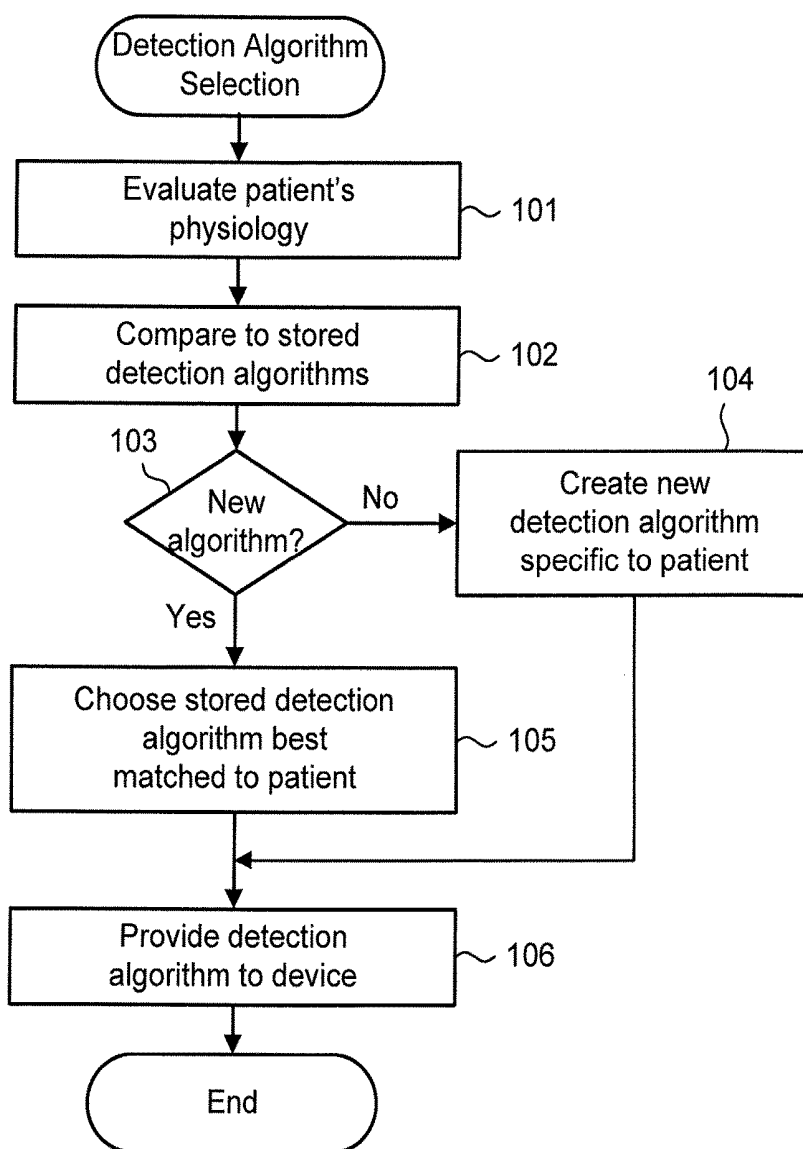 Detection Algorithm
Selection
Evaluate patient's
physiology
101
Compare to stored
detection algorithms
102
103
New
algorithm?
No
Yes
104
Create new
detection algorithm
specific to patient
Choose stored detection
algorithm best
matched to patient
105
Provide detection
algorithm to device
106
End